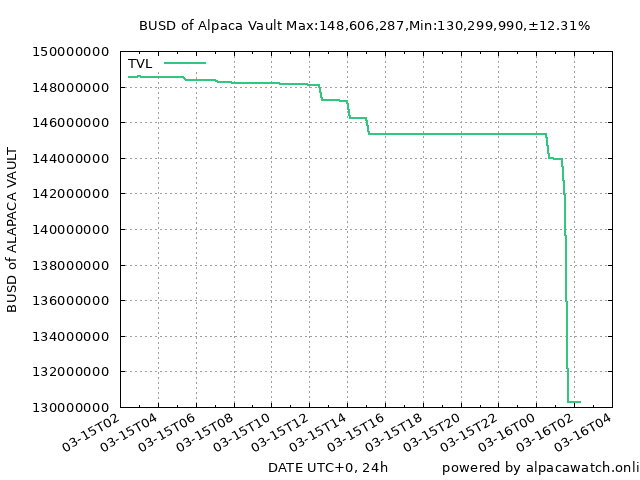 BUSD of Alpaca Vault Max:148,606,287,Min:130,299,990,±12.31%
TVL
150000000
148000000
146000000
144000000
142000000
140000000
138000000
136000000
134000000
132000000
130000000
BUSD of ALAPACA VAULT
03-15T02
03-15T04
03-15T06
03-15T08
03-15T10
03-15T12
03-15T14
03-15T16
03-15T18
03-15T20
03-15T22
03-16T00
03-16T02
03-16T04
DATE UTC+0, 24h
powered by alpacawatch.onli